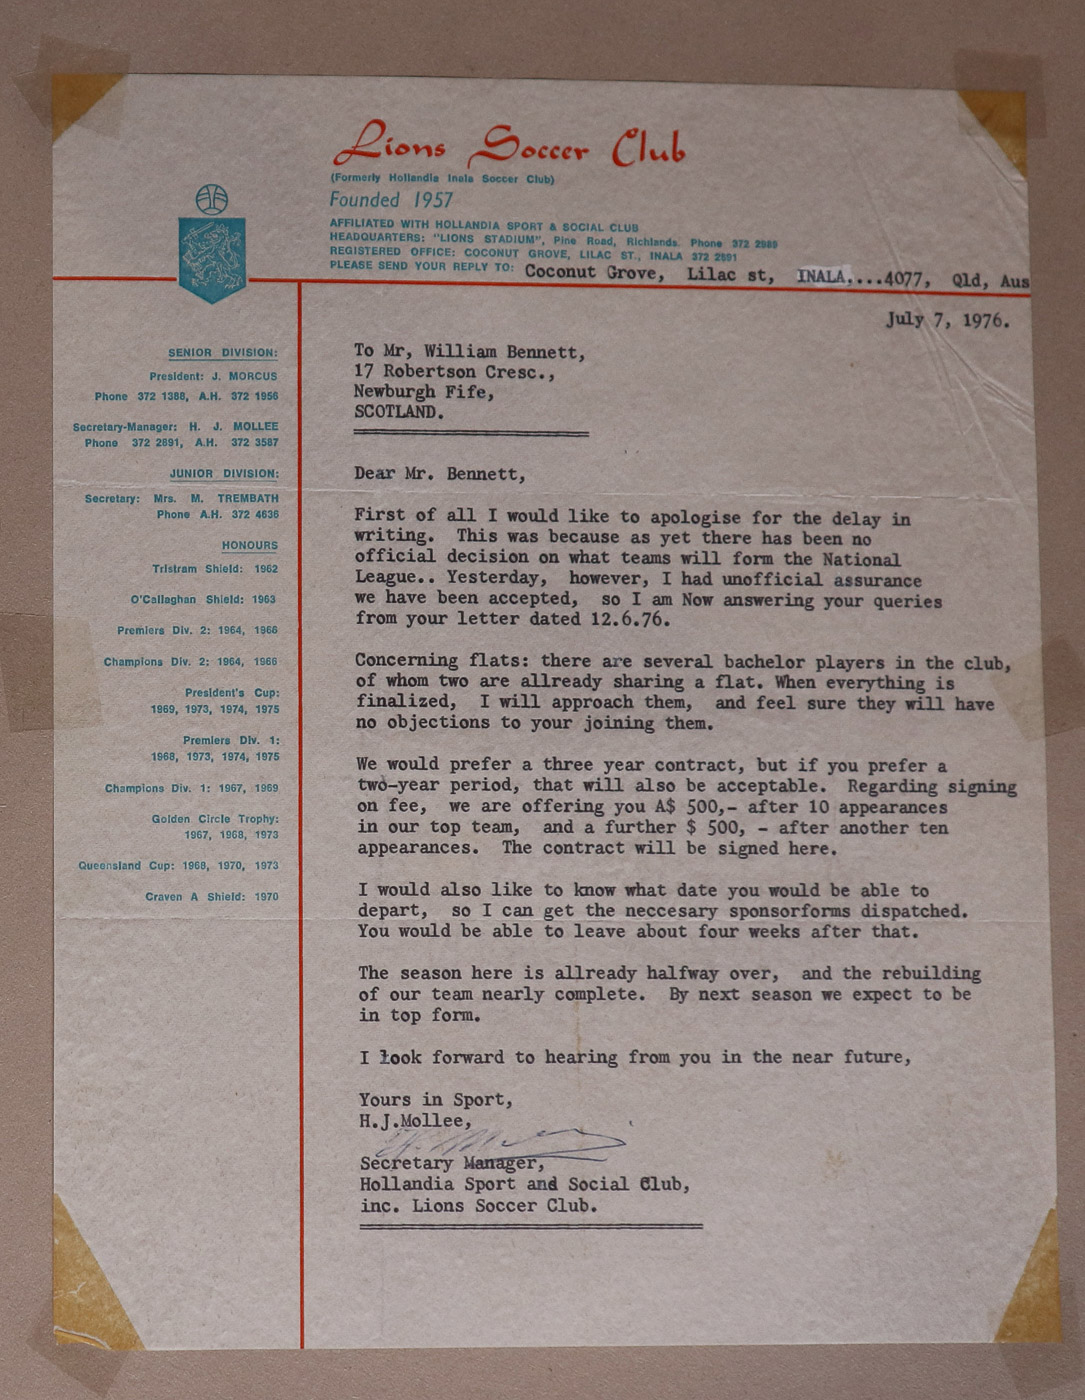 Lions Soccer Club
(Formerly Hollandia Inala Soccer Club)
Founded 1957
AFFILIATED WITH HOLLANDIA SPORT & SOCIAL CLUB
HEADQUARTERS: "LIONS STADIUM", Pine Road, Richlands. Phone 372 2989
REGISTERED OFFICE: COCONUT GROVE, LILAC ST., INALA 372 2891
PLEASE SEND YOUR REPLY TO: Coconut Grove, Lilac st, INALA,...4077, Qld, Aus
July 7, 1976.
SENIOR DIVISION:
President: J. MORCUS
Phone 372 1388, A.H. 372 1956
Secretary-Manager: H. J. MOLLEE
Phone 372 2891, A.H. 372 3587
JUNIOR DIVISION:
Secretary: Mrs. M. TREMBATH
Phone A.H. 372 4636
HONOURS
Tristram Shield: 1962
O'Callaghan Shield: 1963
Premiers Div. 2: 1964, 1966
Champions Div. 2: 1964, 1966
President's Cup:
1969, 1973, 1974, 1975
Premiers Div. 1:
1968, 1973, 1974, 1975
Champions Div. 1: 1967, 1969
Golden Circle Trophy:
1967, 1968, 1973
Queensland Cup: 1968, 1970, 1973
Craven A Shield: 1970
To Mr, William Bennett,
17 Robertson Cresc.,
Newburgh Fife,
SCOTLAND.
Dear Mr. Bennett,
First of all I would like to apologise for the delay in
writing. This was because as yet there has been no
official decision on what teams will form the National
League.. Yesterday, however, I had unofficial assurance
we have been accepted, so I am Now answering your queries
from your letter dated 12.6.76.
Concerning flats: there are several bachelor players in the club,
of whom two are allready sharing a flat. When everything is
finalized, I will approach them, and feel sure they will have
no objections to your joining them.
We would prefer a three year contract, but if you prefer a
two-year period, that will also be acceptable. Regarding signing
on fee, we are offering you A$ 500,- after 10 appearances
in our top team, and a further $ 500, - after another ten
appearances. The contract will be signed here.
I would also like to know what date you would be able to
depart, so I can get the neccesary sponsorforms dispatched.
You would be able to leave about four weeks after that.
The season here is allready halfway over, and the rebuilding
of our team nearly complete. By next season we expect to be
in top form.
I look forward to hearing from you in the near future,
Yours in Sport,
H.J.Mollee,
Secretary Manager,
Hollandia Sport and Social Club,
inc. Lions Soccer Club.